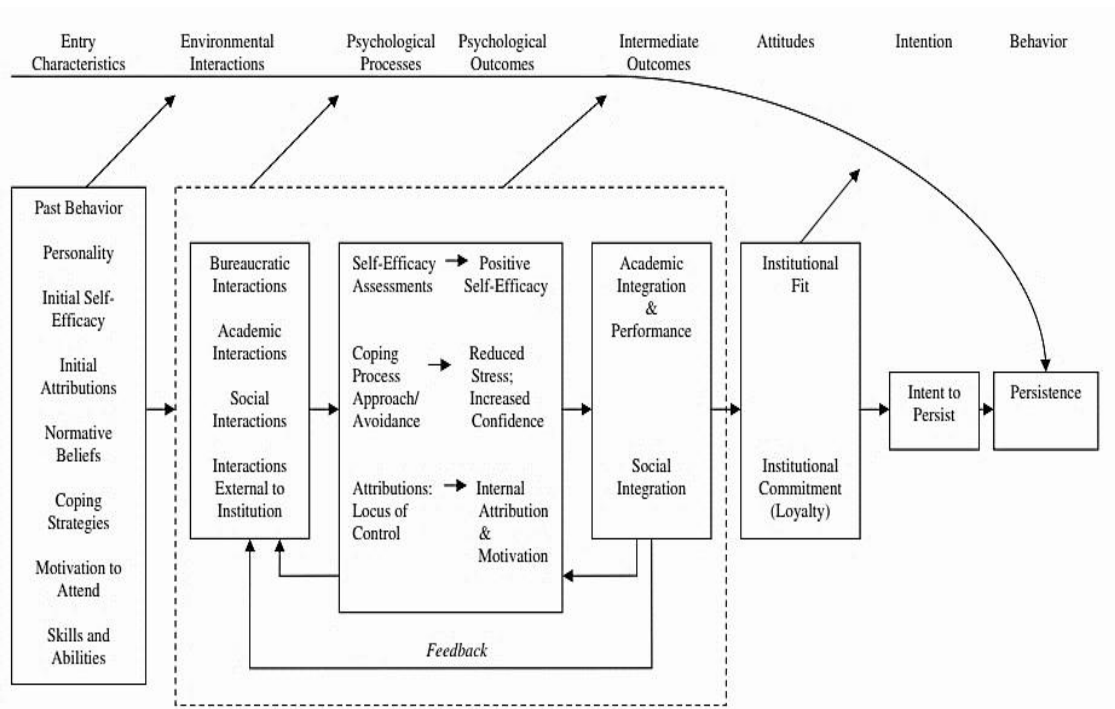 Entry
Characteristics
Environmental
Interactions
Psychological
Processes
Psychological
Outcomes
Intermediate
Outcomes
Attitudes
Intention
Behavior
Past Behavior
Personality
Initial Self-
Efficacy
Initial
Attributions
Normative
Beliefs
Coping
Strategies
Motivation to
Attend
Skills and
Abilities
Bureaucratic
Interactions
Academic
Interactions
Social
Interactions
Interactions
External to
Institution
Self-Efficacy
Assessments
Positive
Self-Efficacy
Coping
Process
Approach/
Avoidance
Reduced
Stress;
Increased
Confidence
Attributions:
Locus of
Control
Internal
Attribution
&
Motivation
Academic
Integration
&
Performance
Social
Integration
Institutional
Fit
Institutional
Commitment
(Loyalty)
Intent to
Persist
Persistence
Feedback